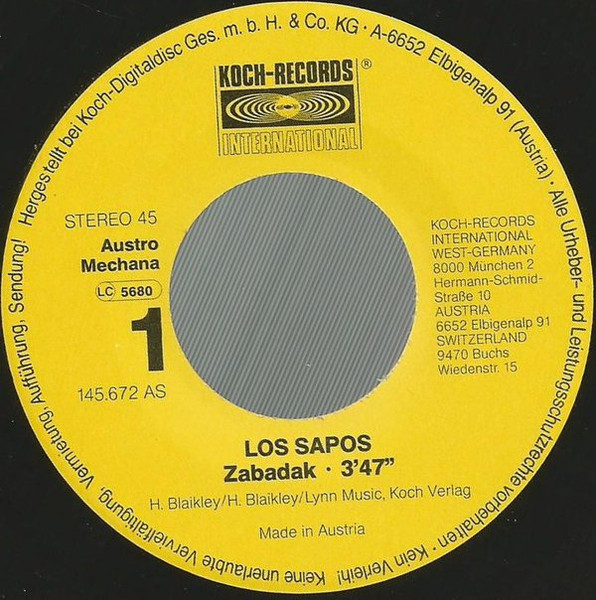 Hergestellt bei Koch-Digitaldisc Ges. m. b. H. & Co. KG · A-6652 Elbigenalp 91 (Austria) · Alle Urheber- und Leistungsschutzrechte vorbehalten · Kein Verleih! Keine unerlaubte Vervielfältigung, Vermietung, Aufführung, Sendung!
KOCH-RECORDS ®
INTERNATIONAL
STEREO 45
Austro
Mechana
LC 5680
1
145.672 AS
KOCH-RECORDS
INTERNATIONAL
WEST-GERMANY
8000 München 2
Hermann-Schmid-
Straße 10
AUSTRIA
6652 Elbigenalp 91
SWITZERLAND
9470 Buchs
Wiedenstr. 15
LOS SAPOS
Zabadak · 3'47”
H. Blaikley/H. Blaikley/Lynn Music, Koch Verlag
Made in Austria